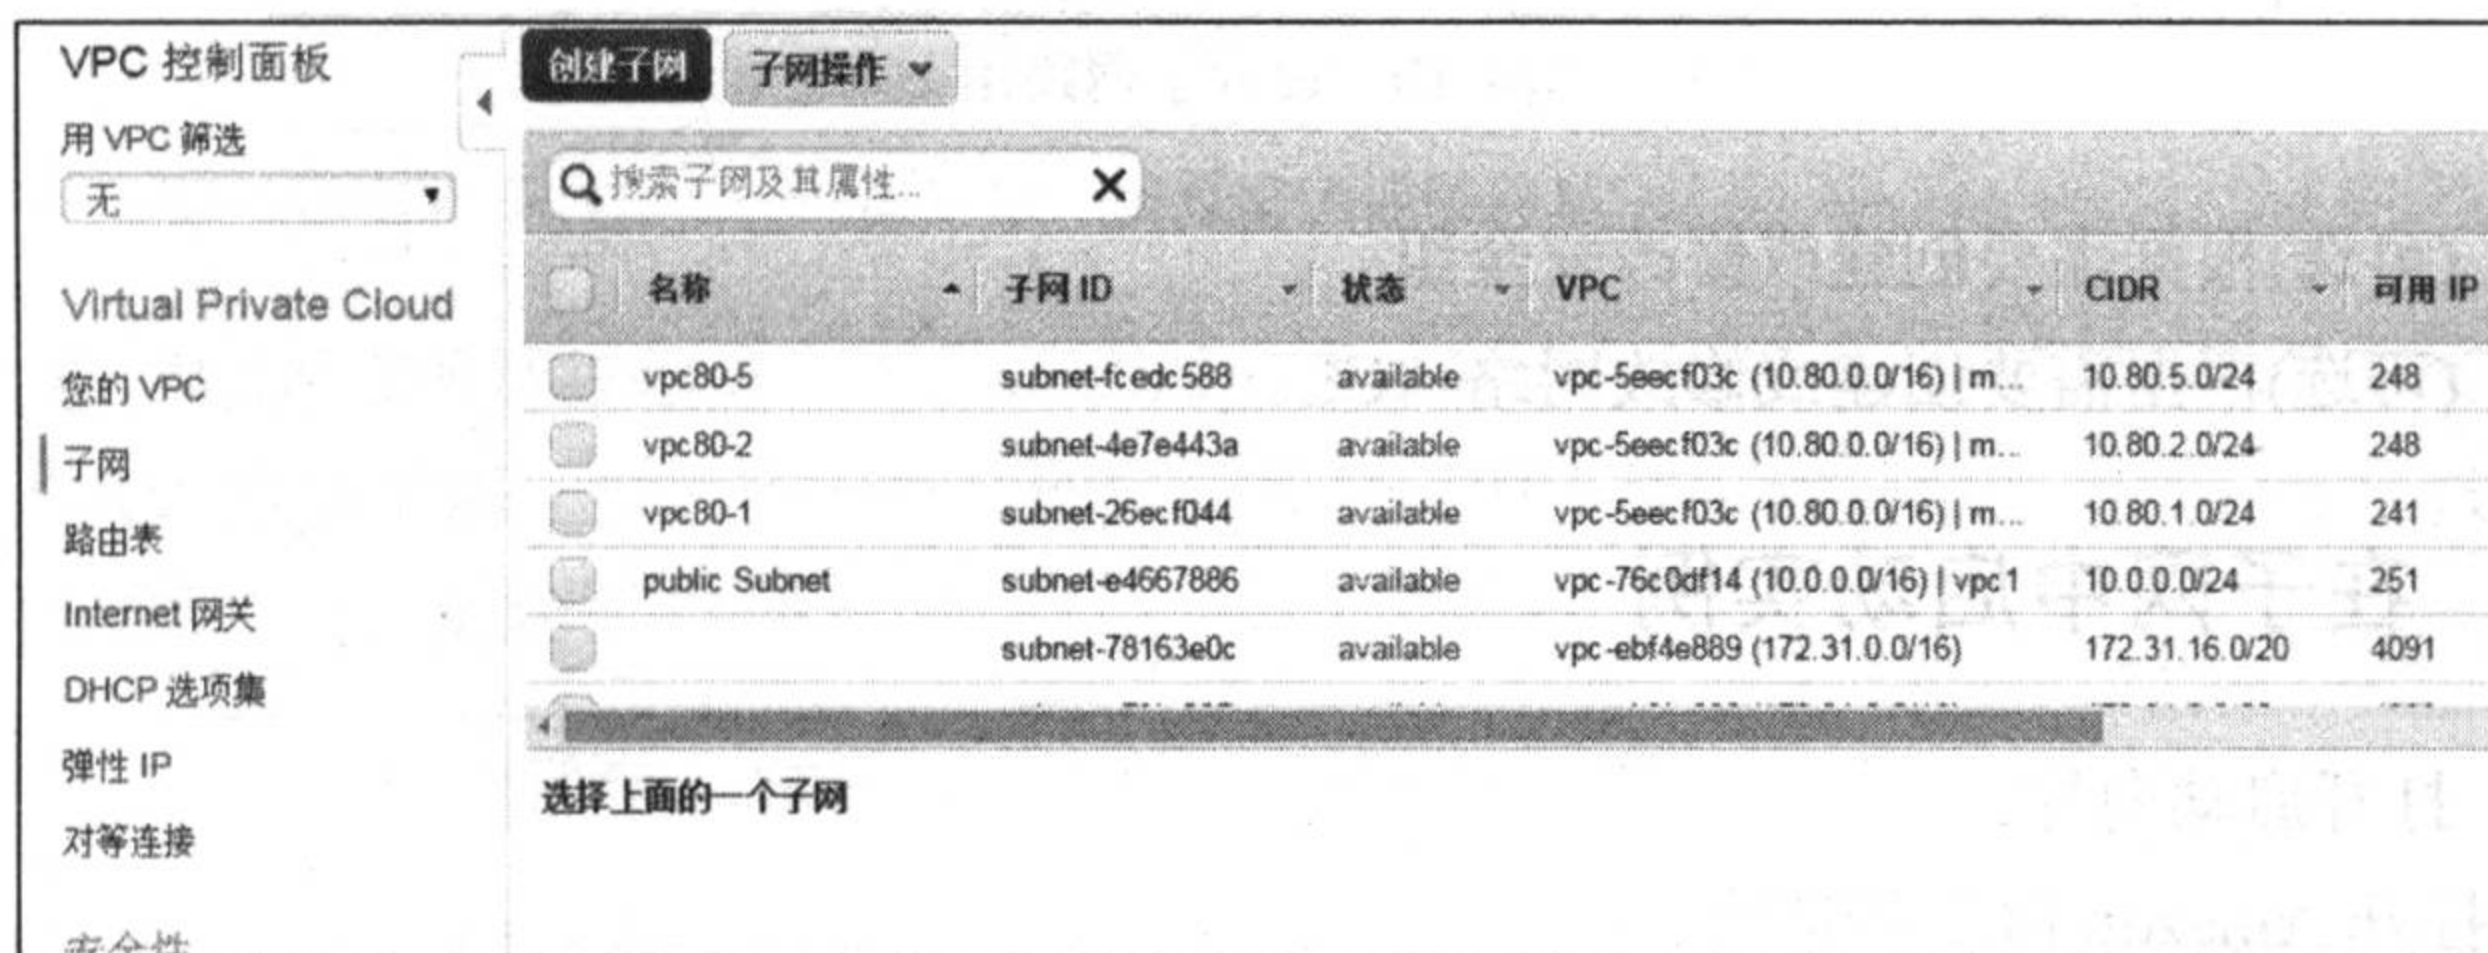 VPC 控制面板
用 VPC 筛选
无
Virtual Private Cloud
您的 VPC
子网
路由表
Internet 网关
DHCP 选项集
弹性 IP
对等连接
安全性
创建子网 子网操作
搜索子网及其属性...
名称 子网 ID 状态 VPC CIDR 可用 IP
vpc80-5 subnet-fcedc588 available vpc-5eecf03c (10.80.0.0/16) | m... 10.80.5.0/24 248
vpc80-2 subnet-4e7e443a available vpc-5eecf03c (10.80.0.0/16) | m... 10.80.2.0/24 248
vpc80-1 subnet-26ecf044 available vpc-5eecf03c (10.80.0.0/16) | m... 10.80.1.0/24 241
public Subnet subnet-e4667886 available vpc-76c0df14 (10.0.0.0/16) | vpc1 10.0.0.0/24 251
subnet-78163e0c available vpc-ebf4e889 (172.31.0.0/16) 172.31.16.0/20 4091
选择上面的一个子网